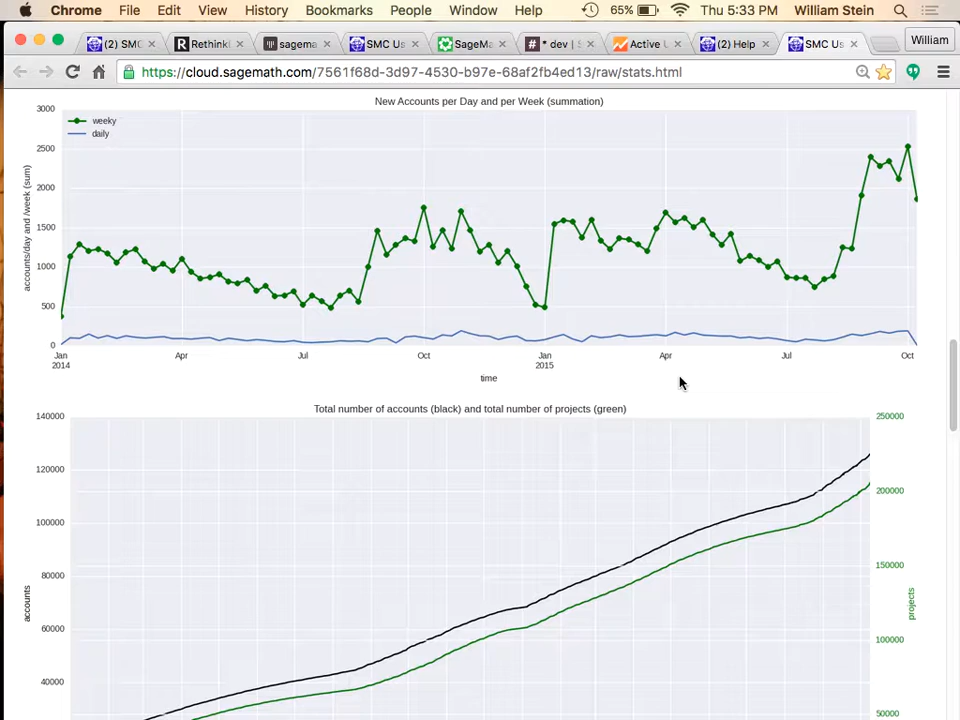 Chrome File Edit View History Bookmarks People Window Help 65% Thu 5:33 PM William Stein
(2) SMC Rethink sagema SMC Us SageMa * dev | S Active U (2) Help SMC Us William
https://cloud.sagemath.com/7561f68d-3d97-4530-b97e-68af2fb4ed13/raw/stats.html
New Accounts per Day and per Week (summation)
weeky
daily
accounts/day and /week (sum)
3000
2500
2000
1500
1000
500
0
Jan Apr Jul Oct Jan Apr Jul Oct
2014 2015
time
Total number of accounts (black) and total number of projects (green)
140000 250000
120000
200000
100000
150000
80000
accounts
projects
60000
100000
40000
50000